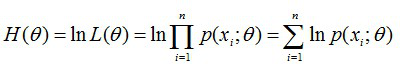 H(θ) = ln L(θ) = ln ∏_{i=1}^{n} p(x_i; θ) = ∑_{i=1}^{n} ln p(x_i; θ)